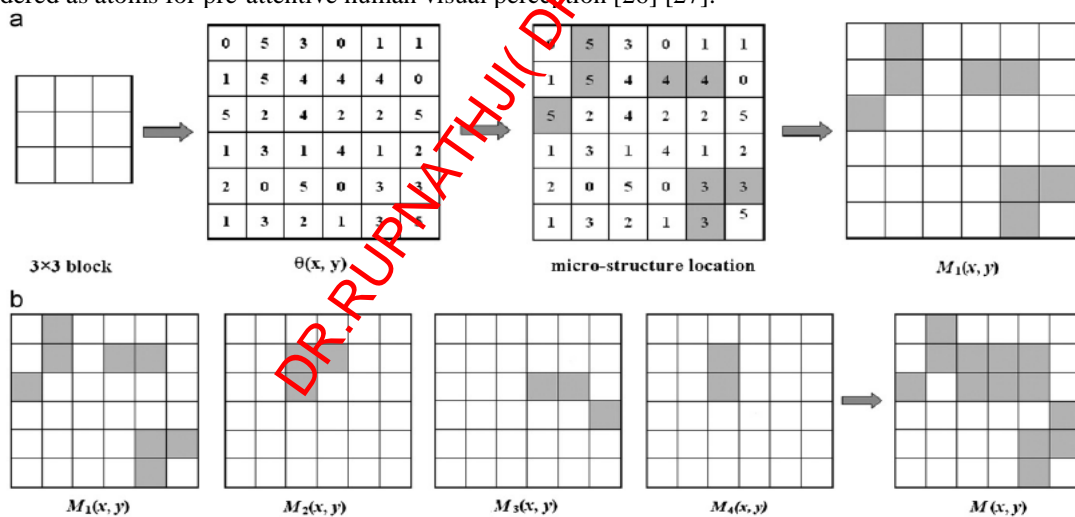 dered as atoms for pre-attentive human visual perception [26] [27].
a
0 5 3 0 1 1
1 5 4 4 4 0
5 2 4 2 2 5
1 3 1 4 1 2
2 0 5 0 3 3
1 3 2 1 3 5
5 3 0 1 1
1 5 4 4 4 0
5 2 4 2 2 5
1 3 1 4 1 2
2 0 5 0 3 3
1 3 2 1 3 5
3×3 block
θ(x, y)
micro-structure location
M₁(x, y)
b
M₁(x, y)
M₂(x, y)
M₃(x, y)
M₄(x, y)
M(x, y)
DR.RUPNATHJI(